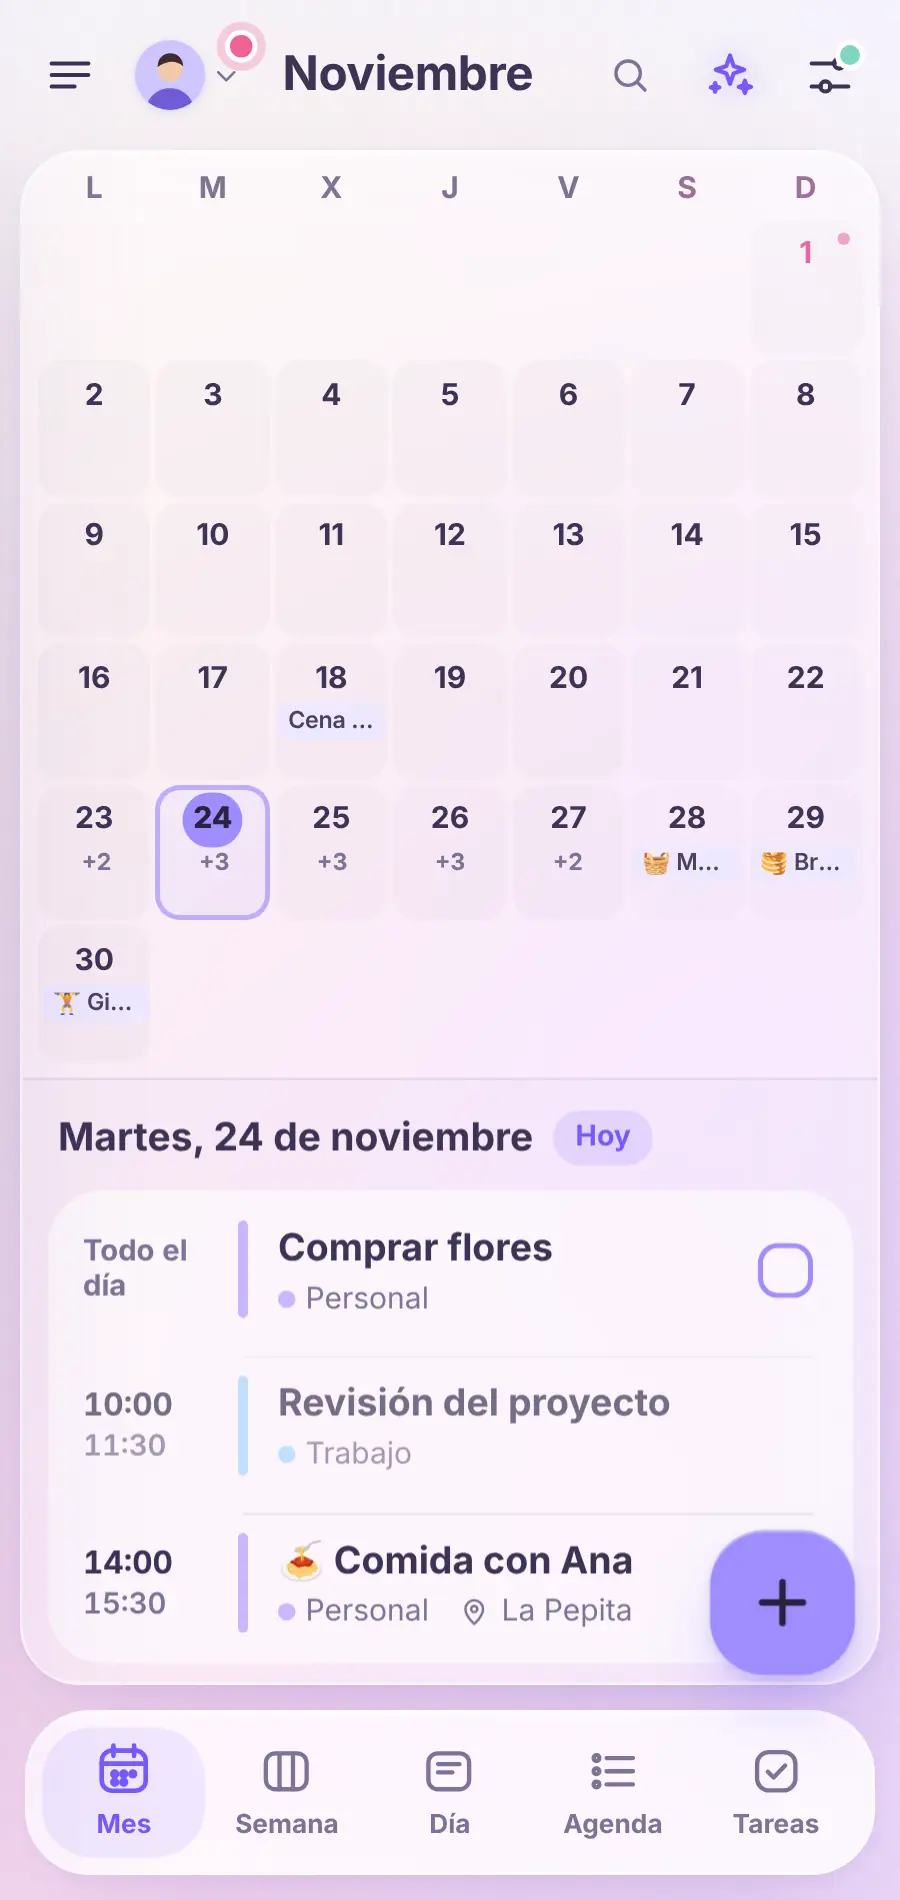 Noviembre
L M X J V S D
1
2 3 4 5 6 7 8
9 10 11 12 13 14 15
16 17 18 19 20 21 22
Cena ...
23 24 25 26 27 28 29
+2 +3 +3 +3 +2 M... Br...
30
Gi...
Martes, 24 de noviembre Hoy
Todo el día
Comprar flores
Personal
10:00
11:30
Revisión del proyecto
Trabajo
14:00
15:30
Comida con Ana
Personal La Pepita
Mes Semana Día Agenda Tareas